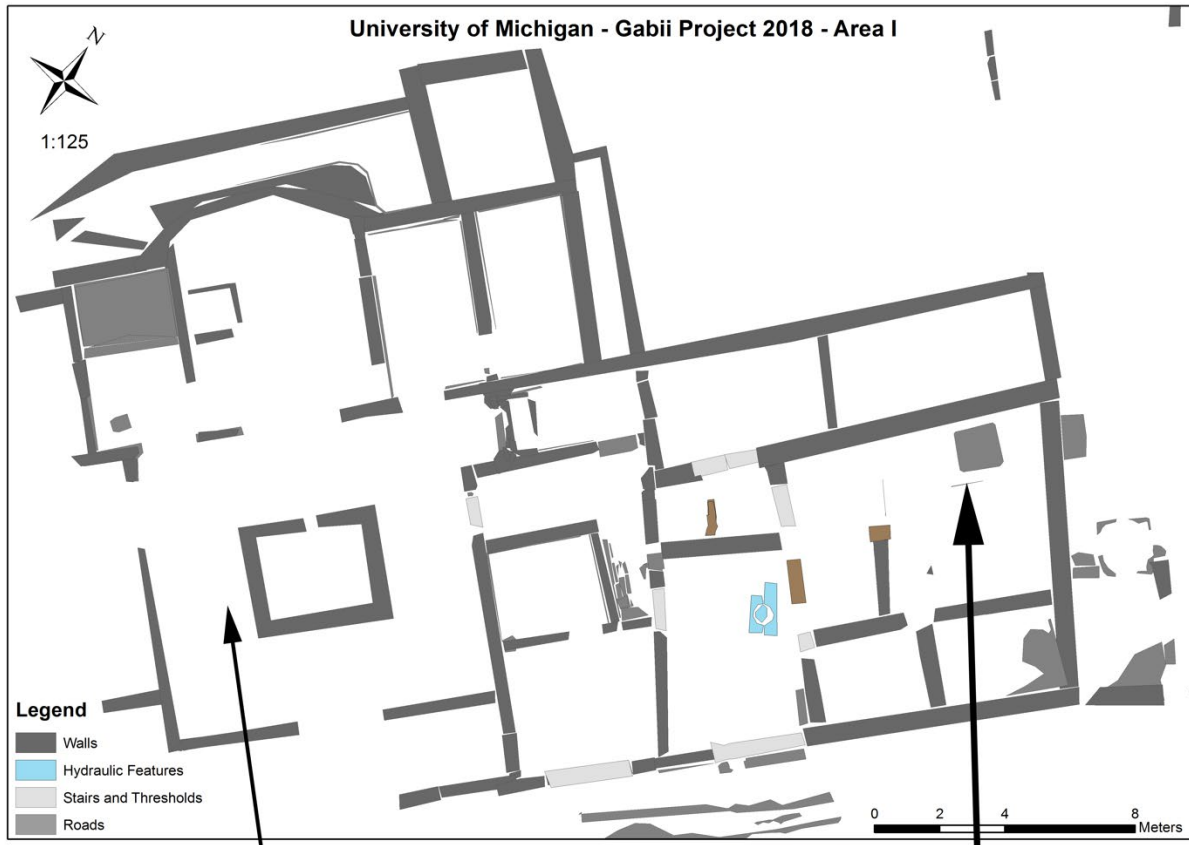 University of Michigan - Gabii Project 2018 - Area I
N
1:125
Legend
Walls
Hydraulic Features
Stairs and Thresholds
Roads
0 2 4 8
Meters